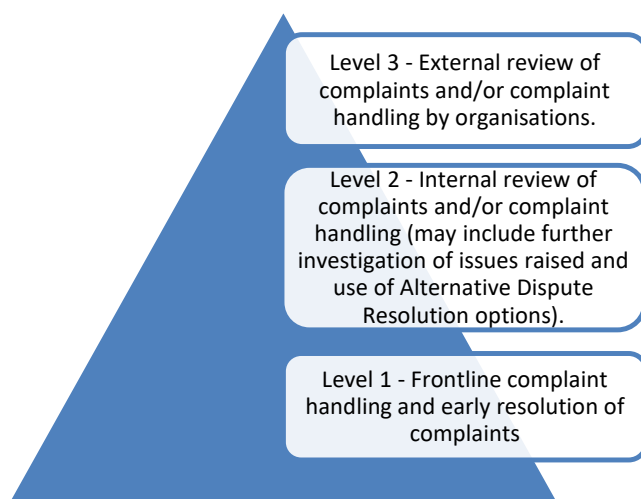 Level 3 - External review of
complaints and/or complaint
handling by organisations.
Level 2 - Internal review of
complaints and/or complaint
handling (may include further
investigation of issues raised and
use of Alternative Dispute
Resolution options).
Level 1 - Frontline complaint
handling and early resolution of
complaints